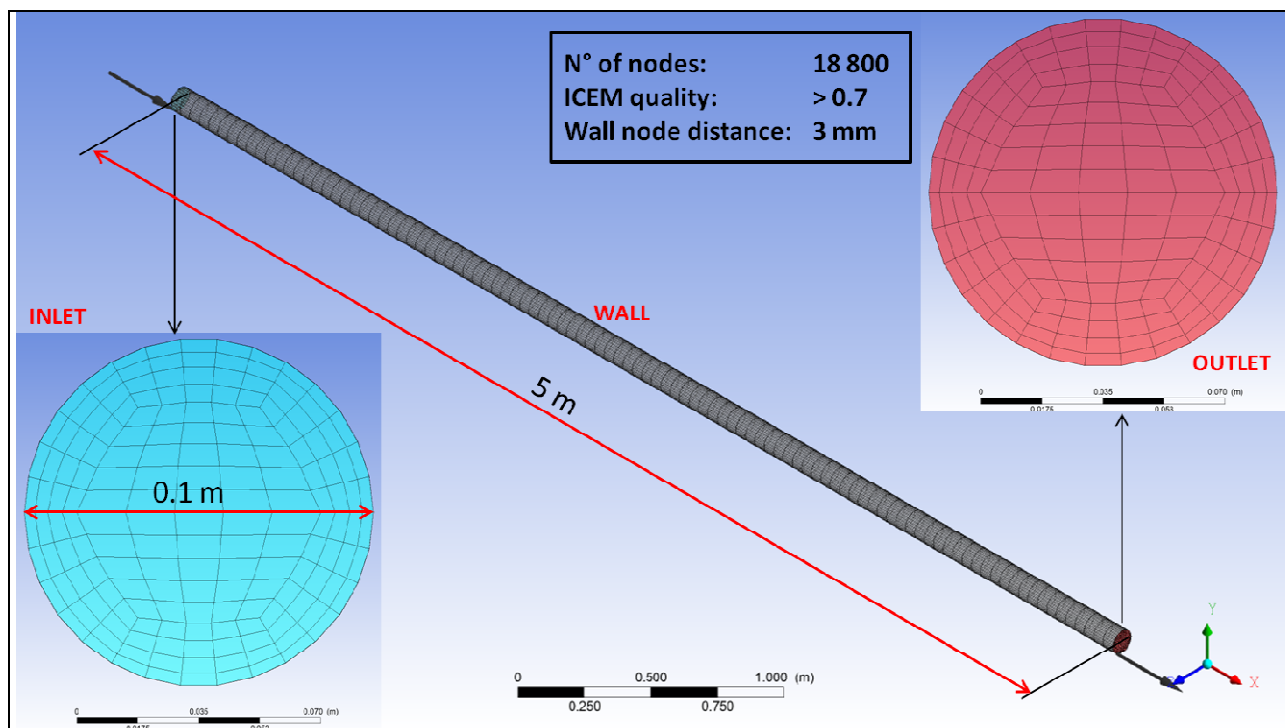 N° of nodes: 18 800
ICEM quality: > 0.7
Wall node distance: 3 mm
INLET
WALL
OUTLET
0 0.035 0.070 (m)
0.0175 0.053
5 m
0.1 m
Y
X
0 0.500 1.000 (m)
0.250 0.750
0 0.035 0.070 (m)